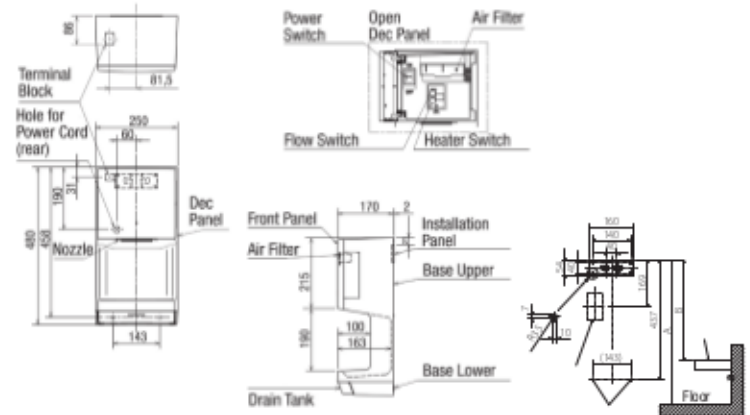 86
81,5
Terminal
Block
Hole for
Power Cord
(rear)
250
60
31
190
458
480
Dec
Panel
Nozzle
143
Power
Switch
Open
Dec Panel
Air Filter
Flow Switch
Heater Switch
170
2
Front Panel
Installation
Panel
Air Filter
Base Upper
215
100
163
190
Base Lower
Drain Tank
160
140
169
437
7
10
(143)
A
B
Floor